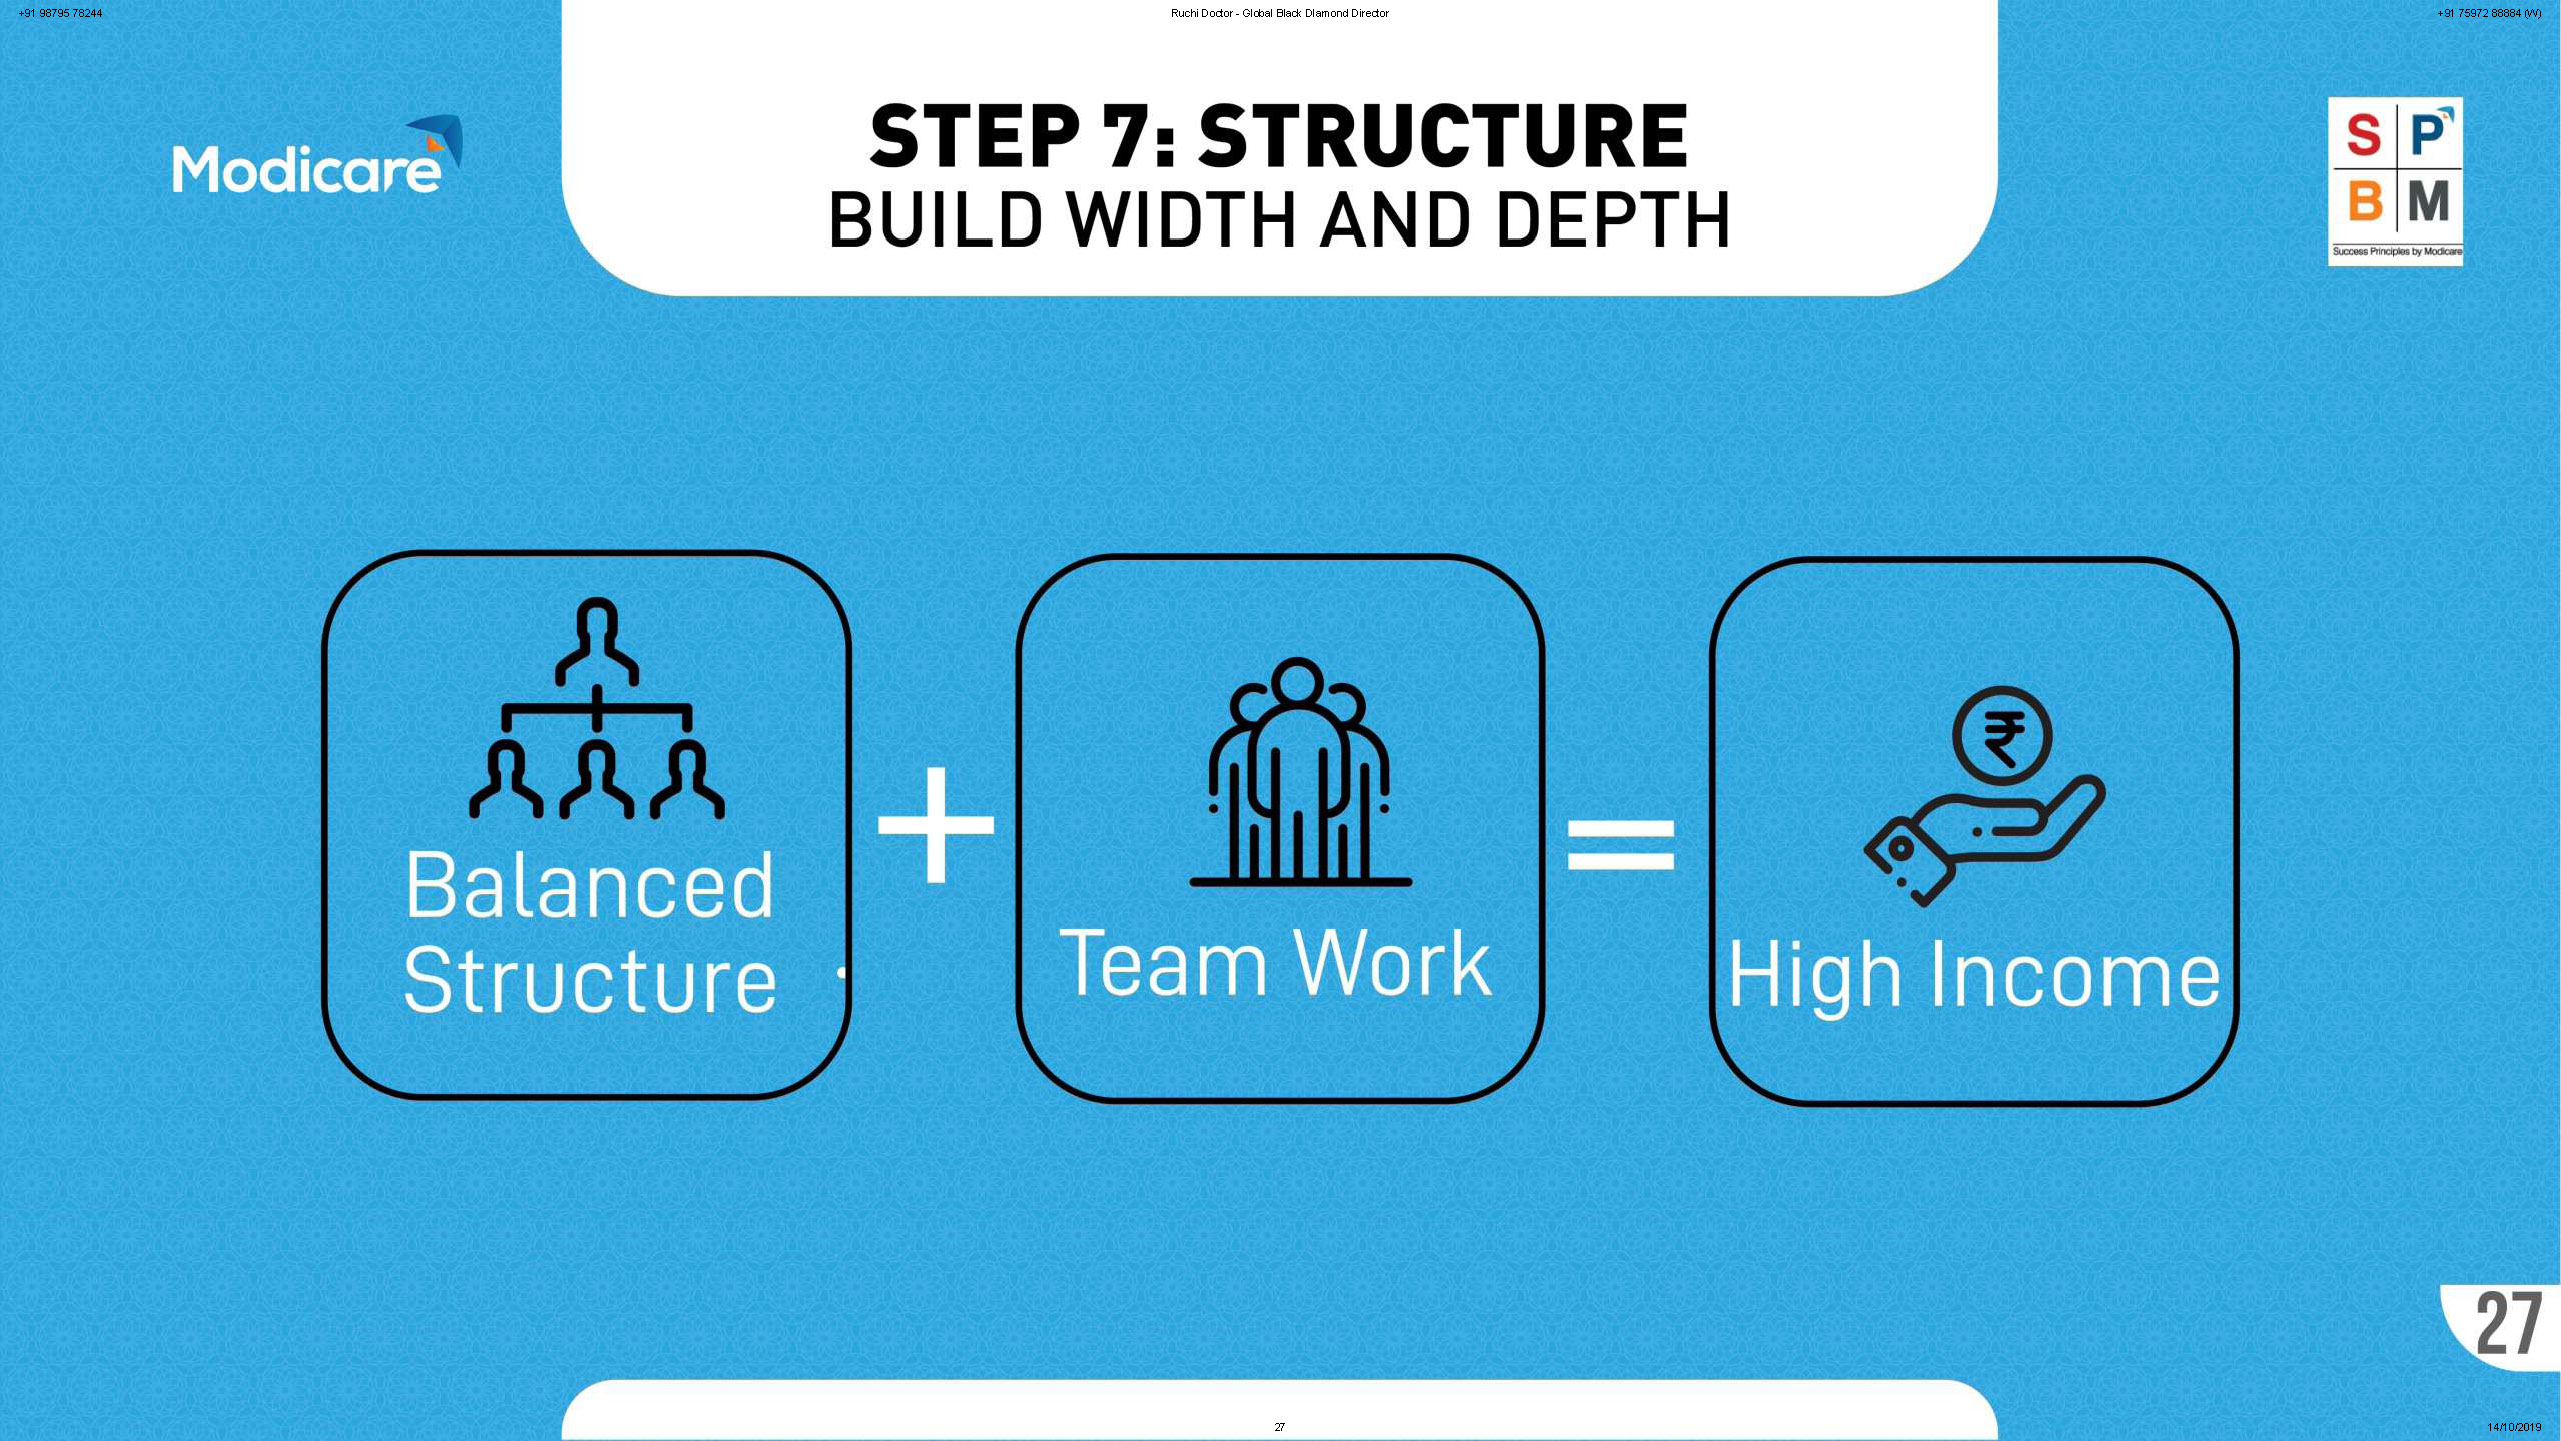 +91 98795 78244
Ruchi Doctor - Global Black DIamond Director
+91 75972 88884 (W)
Modicare
STEP 7: STRUCTURE
BUILD WIDTH AND DEPTH
S P
B M
Success Principles by Modicare
Balanced
Structure
+
Team Work
=
₹
High Income
27
27
14/10/2019